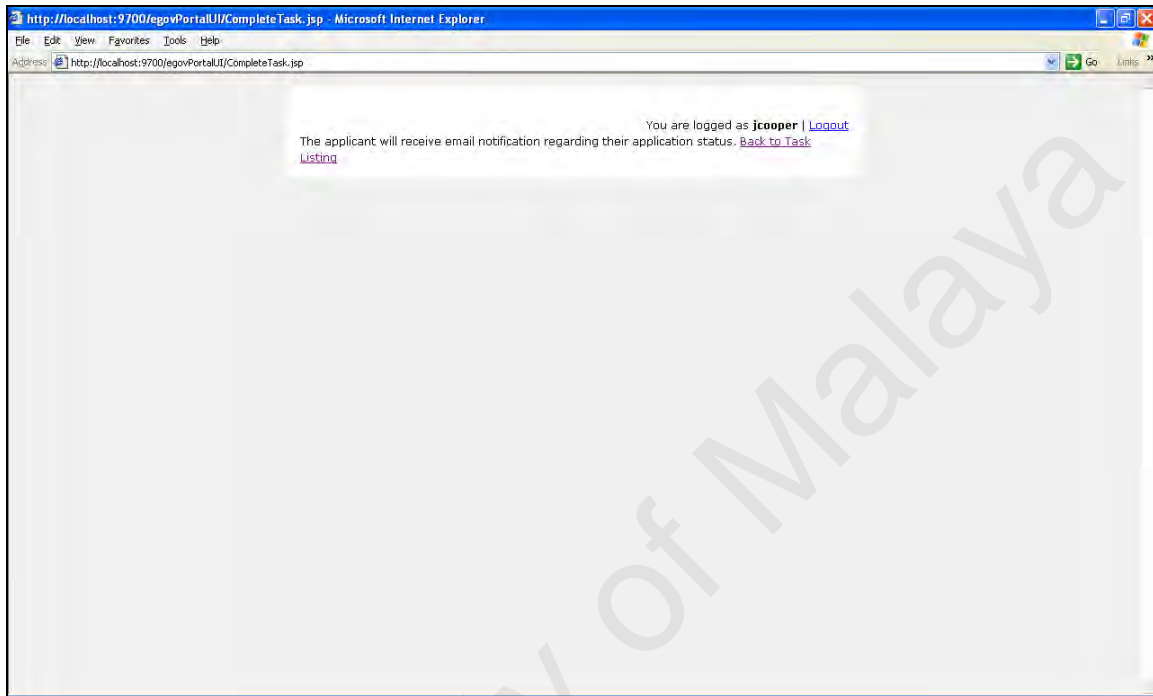 http://localhost:9700/egovPortalUI/CompleteTask.jsp - Microsoft Internet Explorer
File Edit View Favorites Tools Help
Address http://localhost:9700/egovPortalUI/CompleteTask.jsp Go Links »
You are logged as jcooper | Logout
The applicant will receive email notification regarding their application status. Back to Task
Listing
y of Malaya